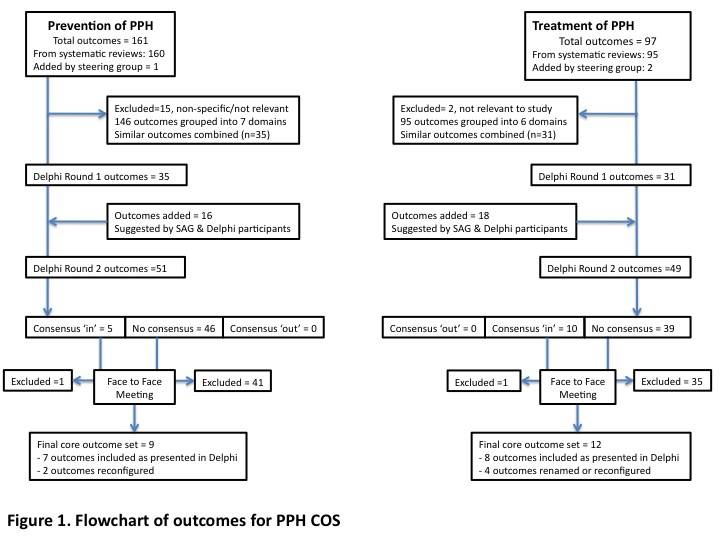 Prevention of PPH
Total outcomes = 161
From systematic reviews: 160
Added by steering group = 1
Excluded=15, non-specific/not relevant
146 outcomes grouped into 7 domains
Similar outcomes combined (n=35)
Delphi Round 1 outcomes = 35
Outcomes added = 16
Suggested by SAG & Delphi participants
Delphi Round 2 outcomes =51
Consensus ‘in’ = 5
No consensus = 46
Consensus ‘out’ = 0
Excluded =1
Face to Face
Meeting
Excluded = 41
Final core outcome set = 9
- 7 outcomes included as presented in Delphi
- 2 outcomes reconfigured
Treatment of PPH
Total outcomes = 97
From systematic reviews: 95
Added by steering group: 2
Excluded= 2, not relevant to study
95 outcomes grouped into 6 domains
Similar outcomes combined (n=31)
Delphi Round 1 outcomes = 31
Outcomes added = 18
Suggested by SAG & Delphi participants
Delphi Round 2 outcomes =49
Consensus ‘out’ = 0
Consensus ‘in’ = 10
No consensus = 39
Excluded =1
Face to Face
Meeting
Excluded = 35
Final core outcome set = 12
- 8 outcomes included as presented in Delphi
- 4 outcomes renamed or reconfigured
Figure 1. Flowchart of outcomes for PPH COS